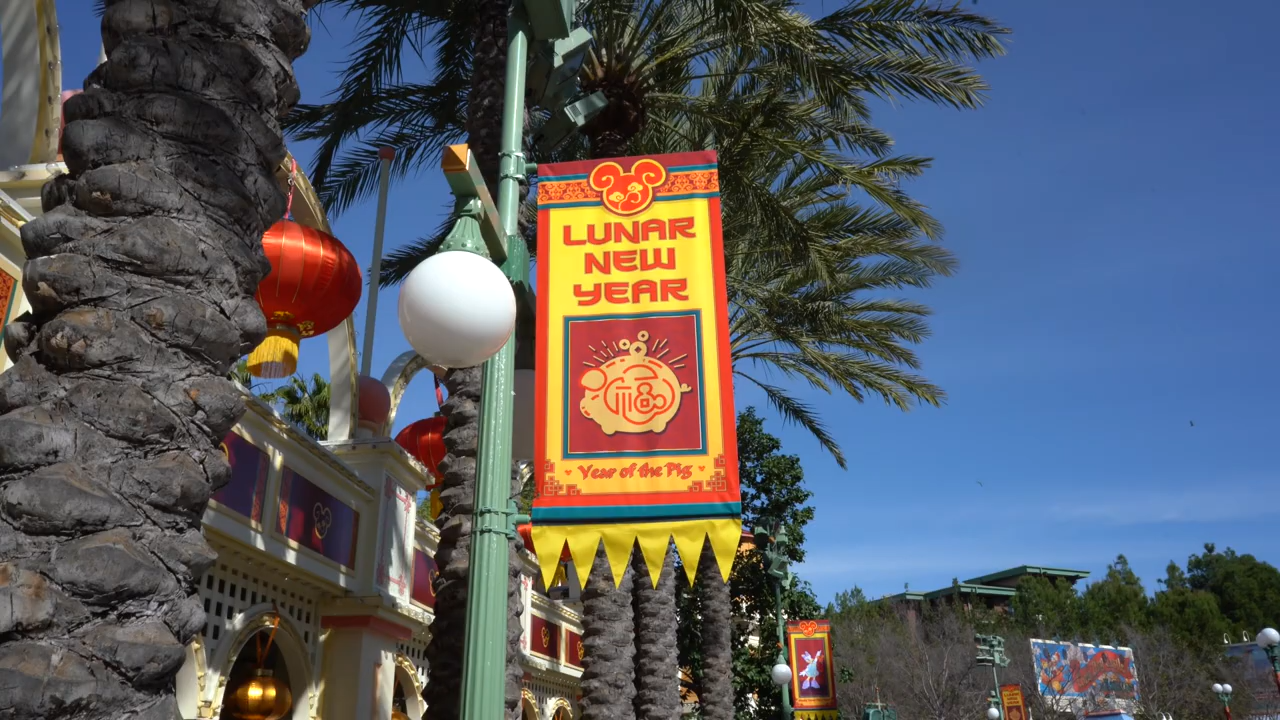 LUNAR
NEW
YEAR
福
Year of the Pig